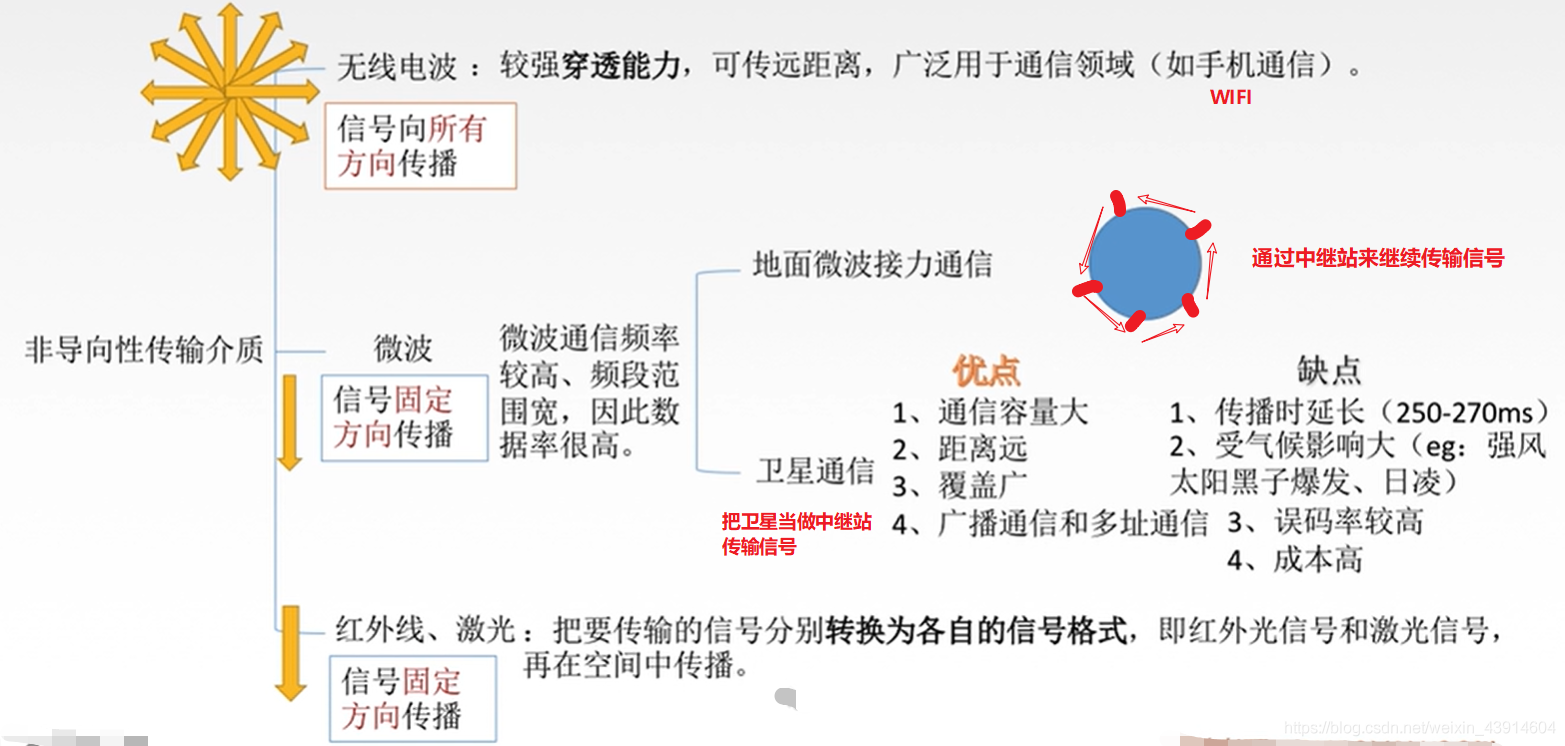 无线电波：较强穿透能力，可传远距离，广泛用于通信领域（如手机通信）。
WIFI
信号向所有
方向传播
地面微波接力通信
通过中继站来继续传输信号
非导向性传输介质
微波
信号固定
方向传播
微波通信频率
较高、频段范
围宽，因此数
据率很高。
卫星通信
把卫星当做中继站
传输信号
优点
1、通信容量大
2、距离远
3、覆盖广
4、广播通信和多址通信
缺点
1、传播时延长（250-270ms）
2、受气候影响大（eg：强风
太阳黑子爆发、日凌）
3、误码率较高
4、成本高
红外线、激光：把要传输的信号分别转换为各自的信号格式，即红外光信号和激光信号，
再在空间中传播。
信号固定
方向传播
https://blog.csdn.net/weixin_43914604